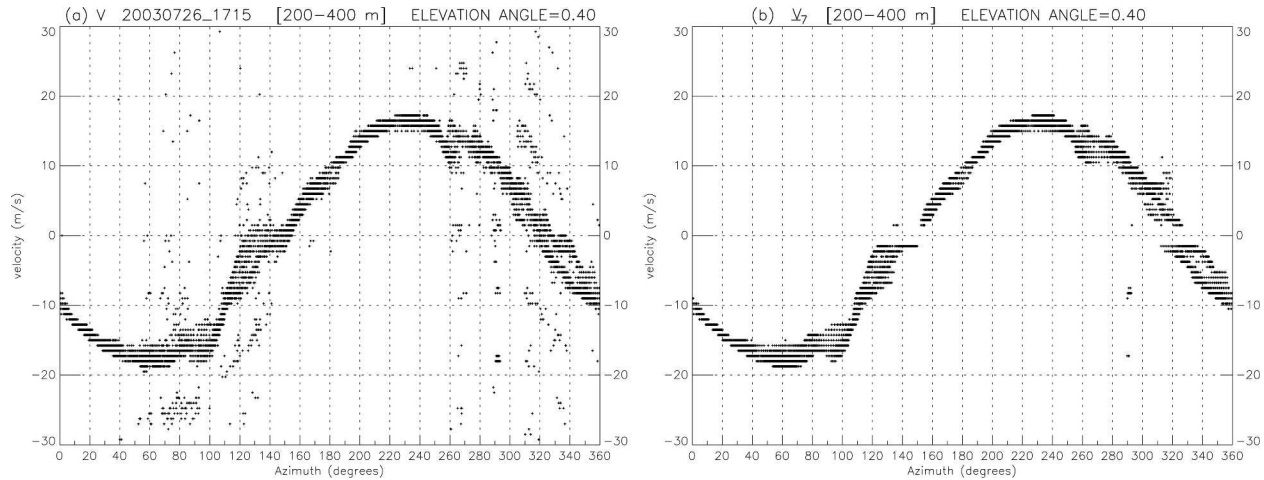 (a) V 20030726_1715 [200−400 m] ELEVATION ANGLE=0.40
30 30
20 20
10 10
0 0
−10 −10
−20 −20
−30 −30
velocity (m/s)
0 20 40 60 80 100 120 140 160 180 200 220 240 260 280 300 320 340 360
Azimuth (degrees)
(b) V7 [200−400 m] ELEVATION ANGLE=0.40
30 30
20 20
10 10
0 0
−10 −10
−20 −20
−30 −30
velocity (m/s)
0 20 40 60 80 100 120 140 160 180 200 220 240 260 280 300 320 340 360
Azimuth (degrees)